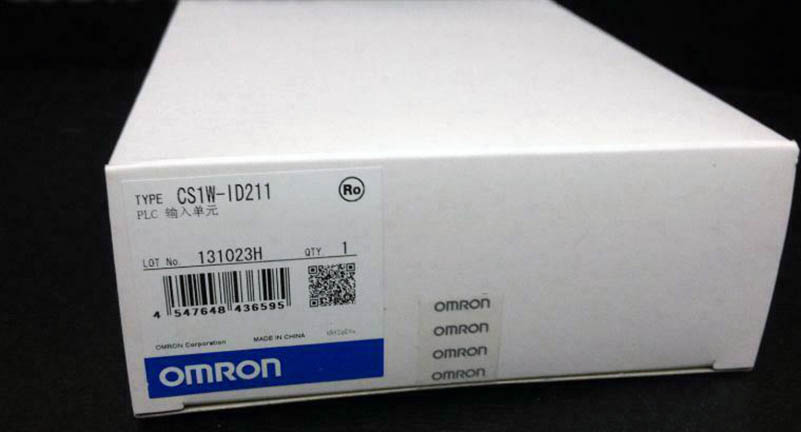 TYPE CS1W-ID211
Ro
PLC 输入单元
LOT No. 131023H QTY. 1
4 547648 436595
OMRON Corporation MADE IN CHINA
OMRON
OMRON
OMRON
OMRON
OMRON